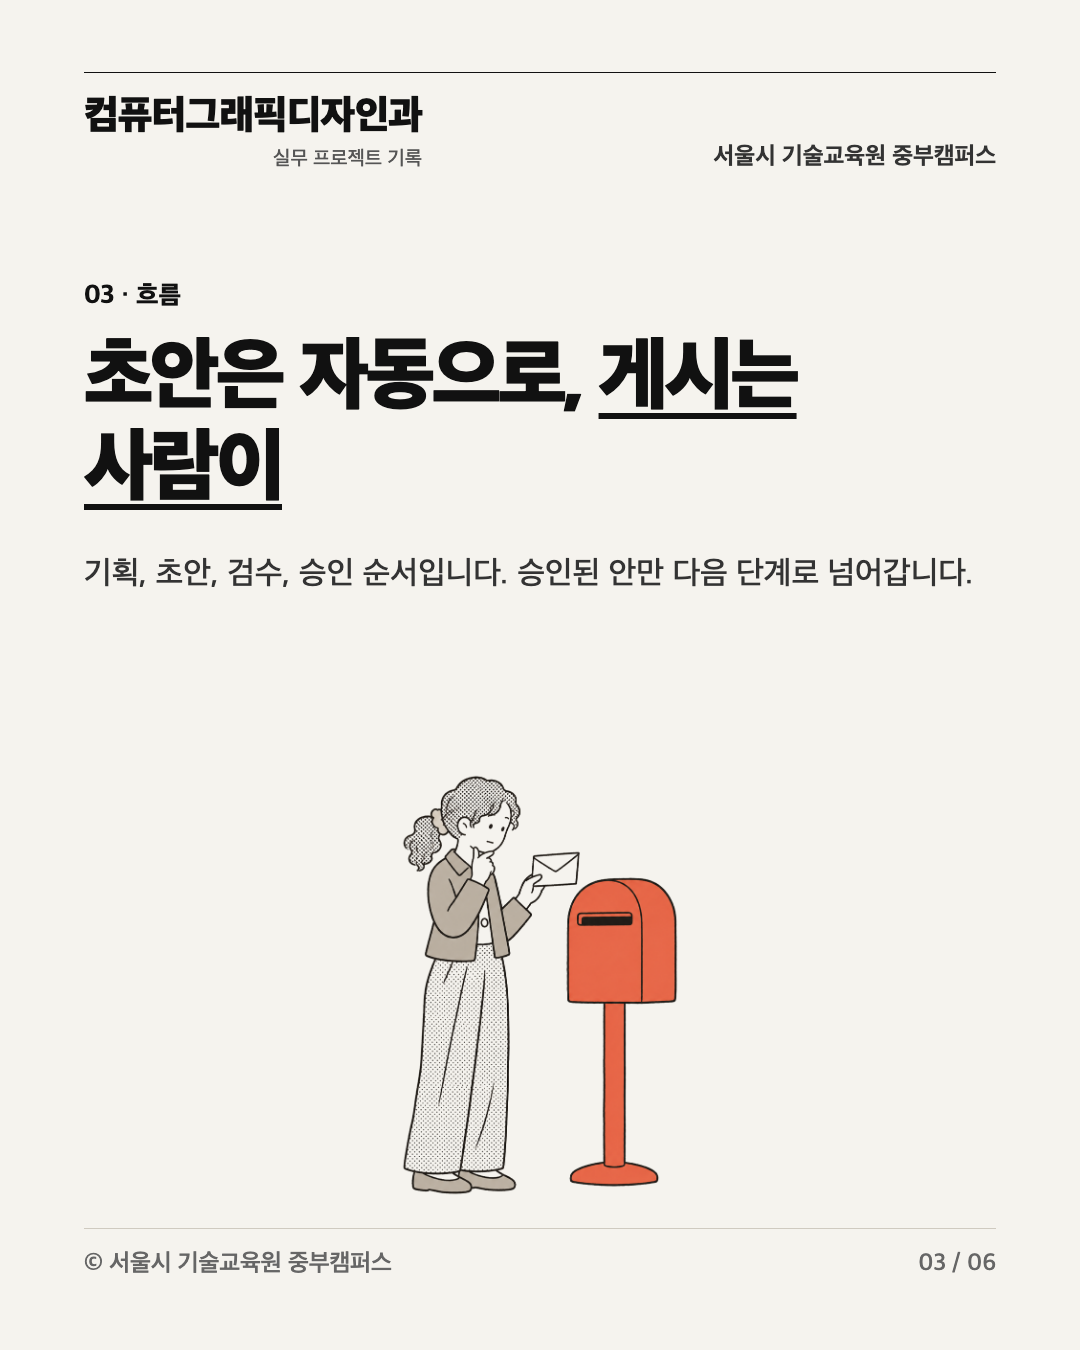 컴퓨터그래픽디자인과
실무 프로젝트 기록
서울시 기술교육원 중부캠퍼스
03 · 흐름
초안은 자동으로, 게시는
사람이
기획, 초안, 검수, 승인 순서입니다. 승인된 안만 다음 단계로 넘어갑니다.
© 서울시 기술교육원 중부캠퍼스
03 / 06